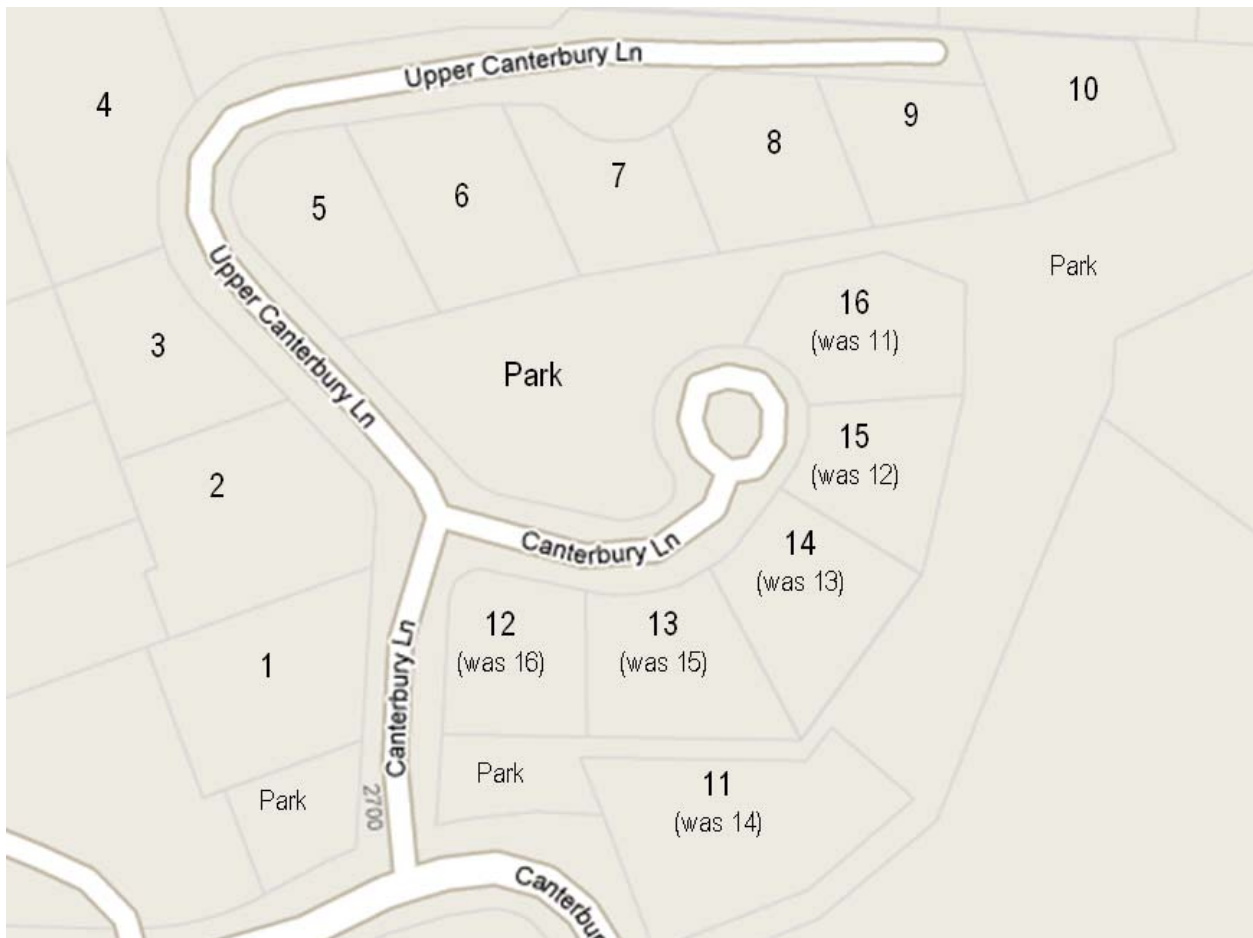 Upper Canterbury Ln
4
10
9
8
7
6
5
Upper Canterbury Ln
Park
16
(was 11)
3
Park
15
(was 12)
2
Canterbury Ln
14
(was 13)
12
(was 16)
13
(was 15)
1
Canterbury Ln
Park
11
(was 14)
Park
2700
Canterbur